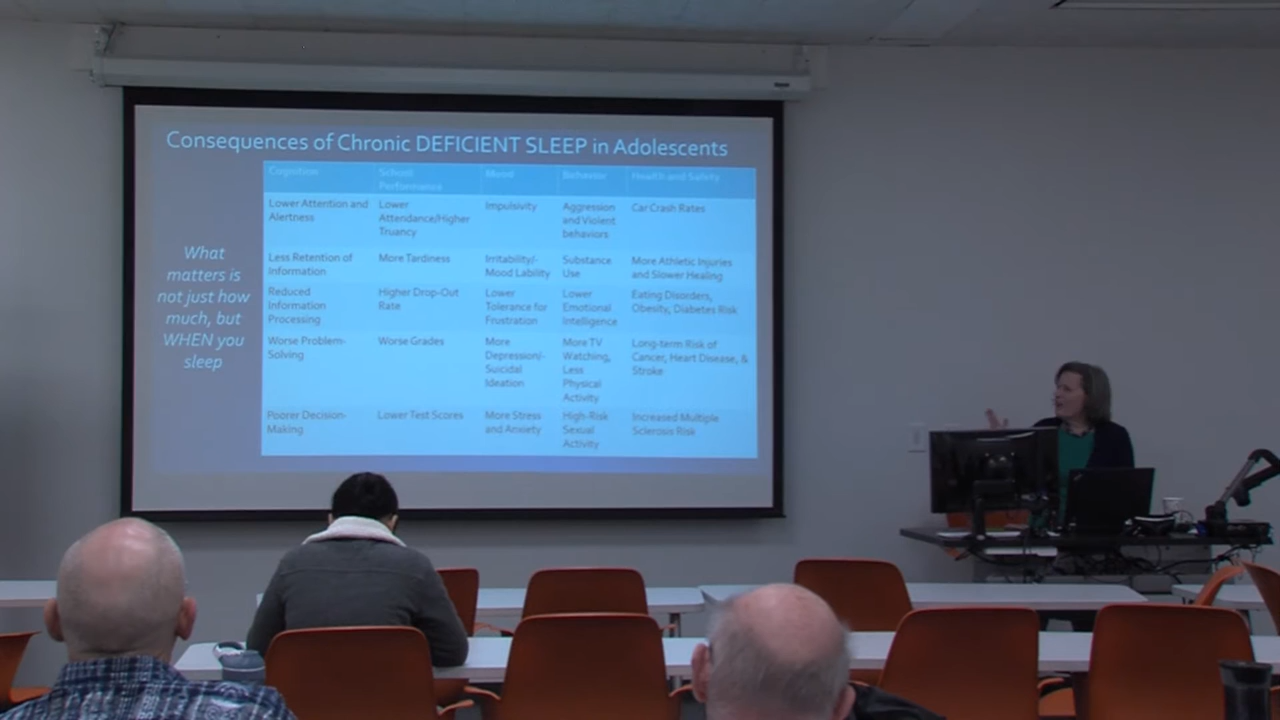 Consequences of Chronic DEFICIENT SLEEP in Adolescents
What
matters is
not just how
much, but
WHEN you
sleep
Cognition
School
Performance
Mood
Behavior
Health and Safety
Lower Attention and
Alertness
Lower
Attendance/Higher
Truancy
Impulsivity
Aggression
and Violent
behaviors
Car Crash Rates
Less Retention of
Information
More Tardiness
Irritability/-
Mood Lability
Substance
Use
More Athletic Injuries
and Slower Healing
Reduced
Information
Processing
Higher Drop-Out
Rate
Lower
Tolerance for
Frustration
Lower
Emotional
Intelligence
Eating Disorders,
Obesity, Diabetes Risk
Worse Problem-
Solving
Worse Grades
More
Depression/-
Suicidal
Ideation
More TV
Watching,
Less
Physical
Activity
Long-term Risk of
Cancer, Heart Disease, &
Stroke
Poorer Decision-
Making
Lower Test Scores
More Stress
and Anxiety
High-Risk
Sexual
Activity
Increased Multiple
Sclerosis Risk